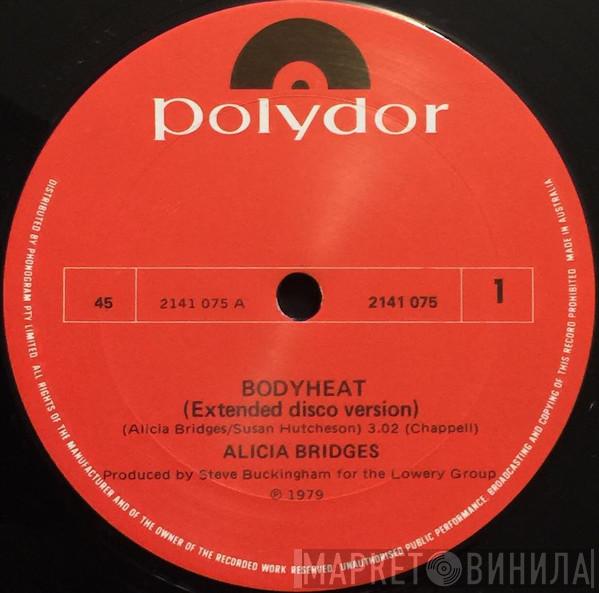 polydor
45
2141 075 A
2141 075
1
BODYHEAT
(Extended disco version)
(Alicia Bridges/Susan Hutcheson) 3.02 (Chappell)
ALICIA BRIDGES
Produced by Steve Buckingham for the Lowery Group
℗ 1979
DISTRIBUTED BY PHONOGRAM PTY LIMITED. ALL RIGHTS OF THE MANUFACTURER AND OF THE OWNER OF THE RECORDED WORK RESERVED. UNAUTHORISED PUBLIC PERFORMANCE, BROADCASTING AND COPYING OF THIS RECORD PROHIBITED. MADE IN AUSTRALIA
МАРКЕТ ВИНИЛА